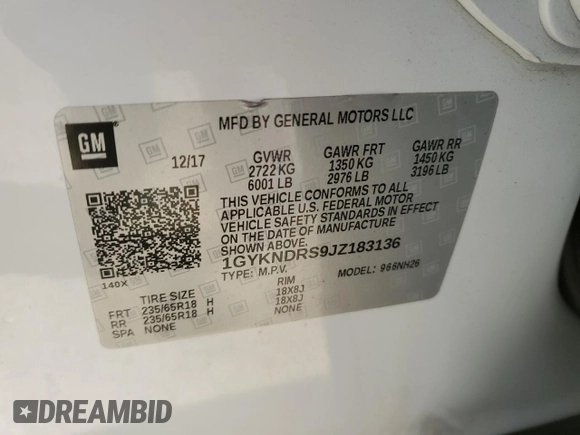 MFD BY GENERAL MOTORS LLC
GM
12/17
GVWR GAWR FRT GAWR RR
2722 KG 1350 KG 1450 KG
6001 LB 2976 LB 3196 LB
THIS VEHICLE CONFORMS TO ALL
APPLICABLE U.S. FEDERAL MOTOR
VEHICLE SAFETY STANDARDS IN EFFECT
ON THE DATE OF MANUFACTURE
SHOWN ABOVE.
1GYKNDRS9JZ183136
TYPE: M.P.V. MODEL: 966NH26
140X
TIRE SIZE RIM
FRT 235/65R18 H 18X8J
RR 235/65R18 H 18X8J
SPA NONE NONE
DREAMBID